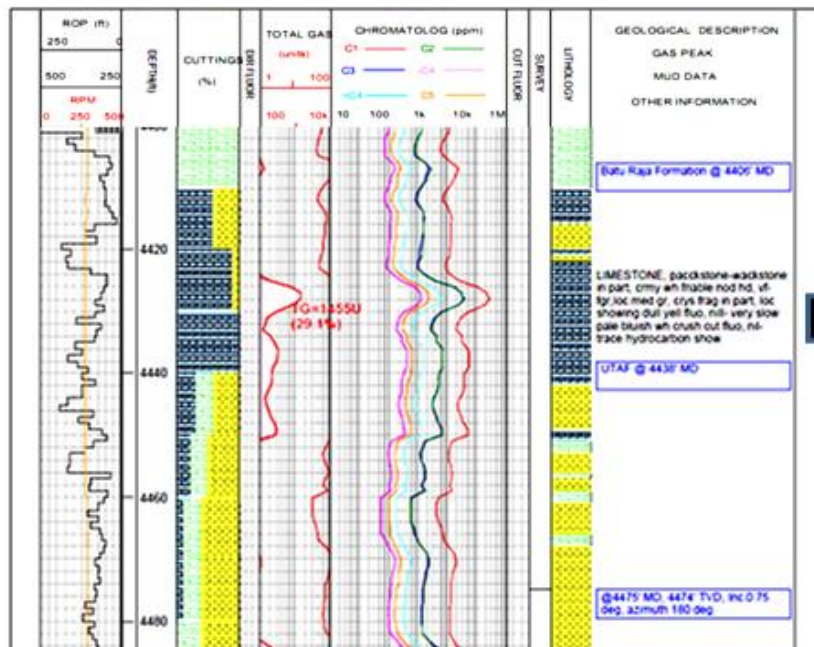 ROP (ft)
250 0
500 250
RPM
0 250 500
DEPTH(ft)
CUTTINGS
(%)
DIR FLUOR
TOTAL GAS
(units)
1 100
100 10k
CHROMATOLOG (ppm)
C1 C2
C3
C5
10 100 1k 10k 1M
CUT FLUOR
SURVEY
LITHOLOGY
GEOLOGICAL DESCRIPTION
GAS PEAK
MUD DATA
OTHER INFORMATION
Batu Raja Formation @ 4406' MD
4420
LIMESTONE, packstone-wackstone
in part, crmy wh friable nod hd, vf-
fgr,loc med gr, crys frag in part, loc
showing dull yell fluo, nill- very slow
pale bluish wh crush cut fluo, nil-
trace hydrocarbon show
TG=1455U
(29.1%)
UTAF @ 4438' MD
4440
4460
@4475' MD, 4474' TVD, Inc 0.75
deg, azimuth 180 deg
4480